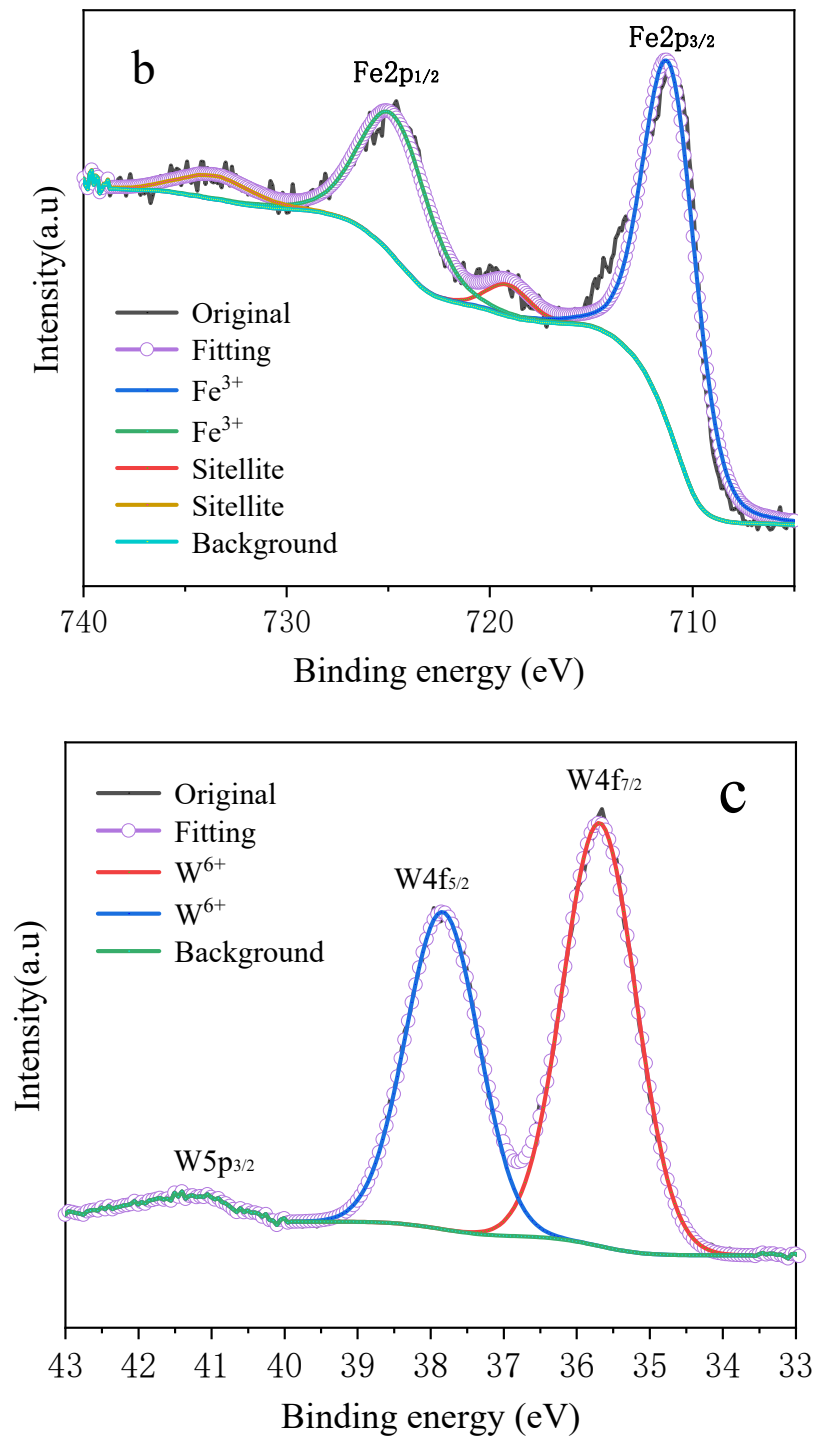 b
Fe2p1/2
Fe2p3/2
Intensity(a.u)
Original
Fitting
Fe3+
Fe3+
Sitellite
Sitellite
Background
740 730 720 710
Binding energy (eV)
c
W4f7/2
W4f5/2
W5p3/2
Intensity(a.u)
Original
Fitting
W6+
W6+
Background
43 42 41 40 39 38 37 36 35 34 33
Binding energy (eV)